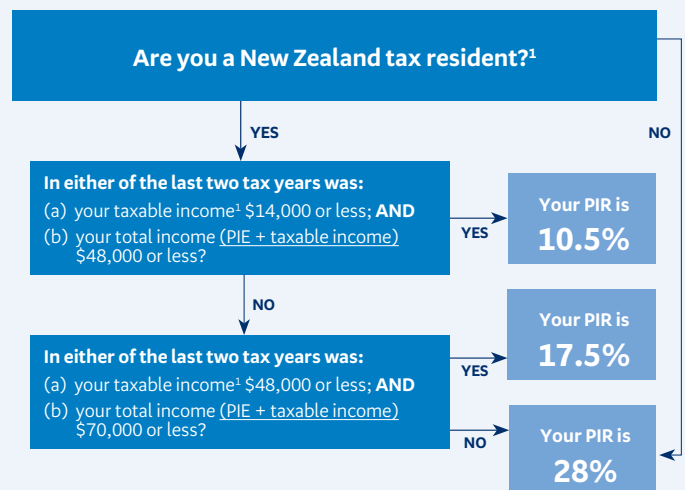 Are you a New Zealand tax resident?¹
YES
NO
In either of the last two tax years was:
(a) your taxable income¹ $14,000 or less; AND
(b) your total income (PIE + taxable income)
$48,000 or less?
YES
Your PIR is
10.5%
NO
In either of the last two tax years was:
(a) your taxable income¹ $48,000 or less; AND
(b) your total income (PIE + taxable income)
$70,000 or less?
YES
Your PIR is
17.5%
NO
Your PIR is
28%